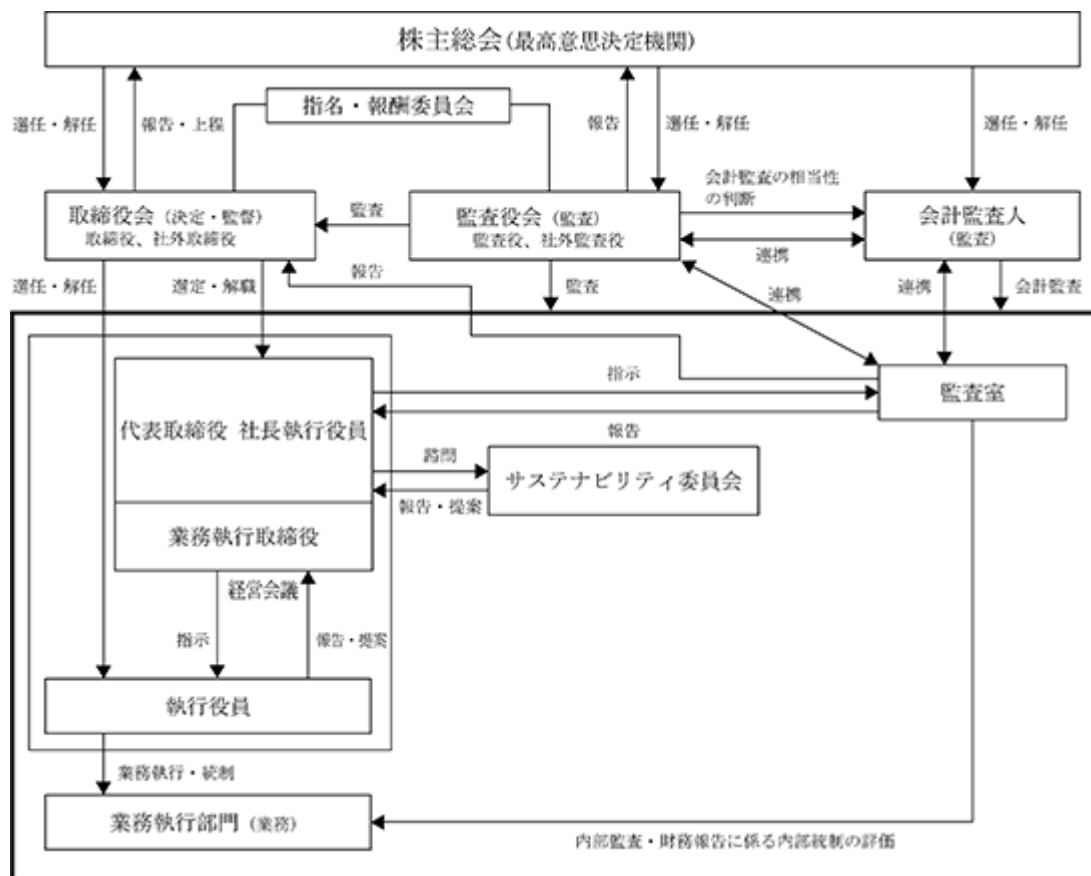 株主総会(最高意思決定機関)
指名・報酬委員会
選任・解任
報告・上程
報告
選任・解任
選任・解任
会計監査の相当性
の判断
取締役会(決定・監督)
取締役、社外取締役
監査
監査役会(監査)
監査役、社外監査役
会計監査人
(監査)
連携
選任・解任
選定・解職
報告
監査
連携
連携
会計監査
指示
監査室
代表取締役 社長執行役員
報告
諮問
サステナビリティ委員会
報告・提案
業務執行取締役
経営会議
指示
報告・提案
執行役員
業務執行・統制
業務執行部門(業務)
内部監査・財務報告に係る内部統制の評価